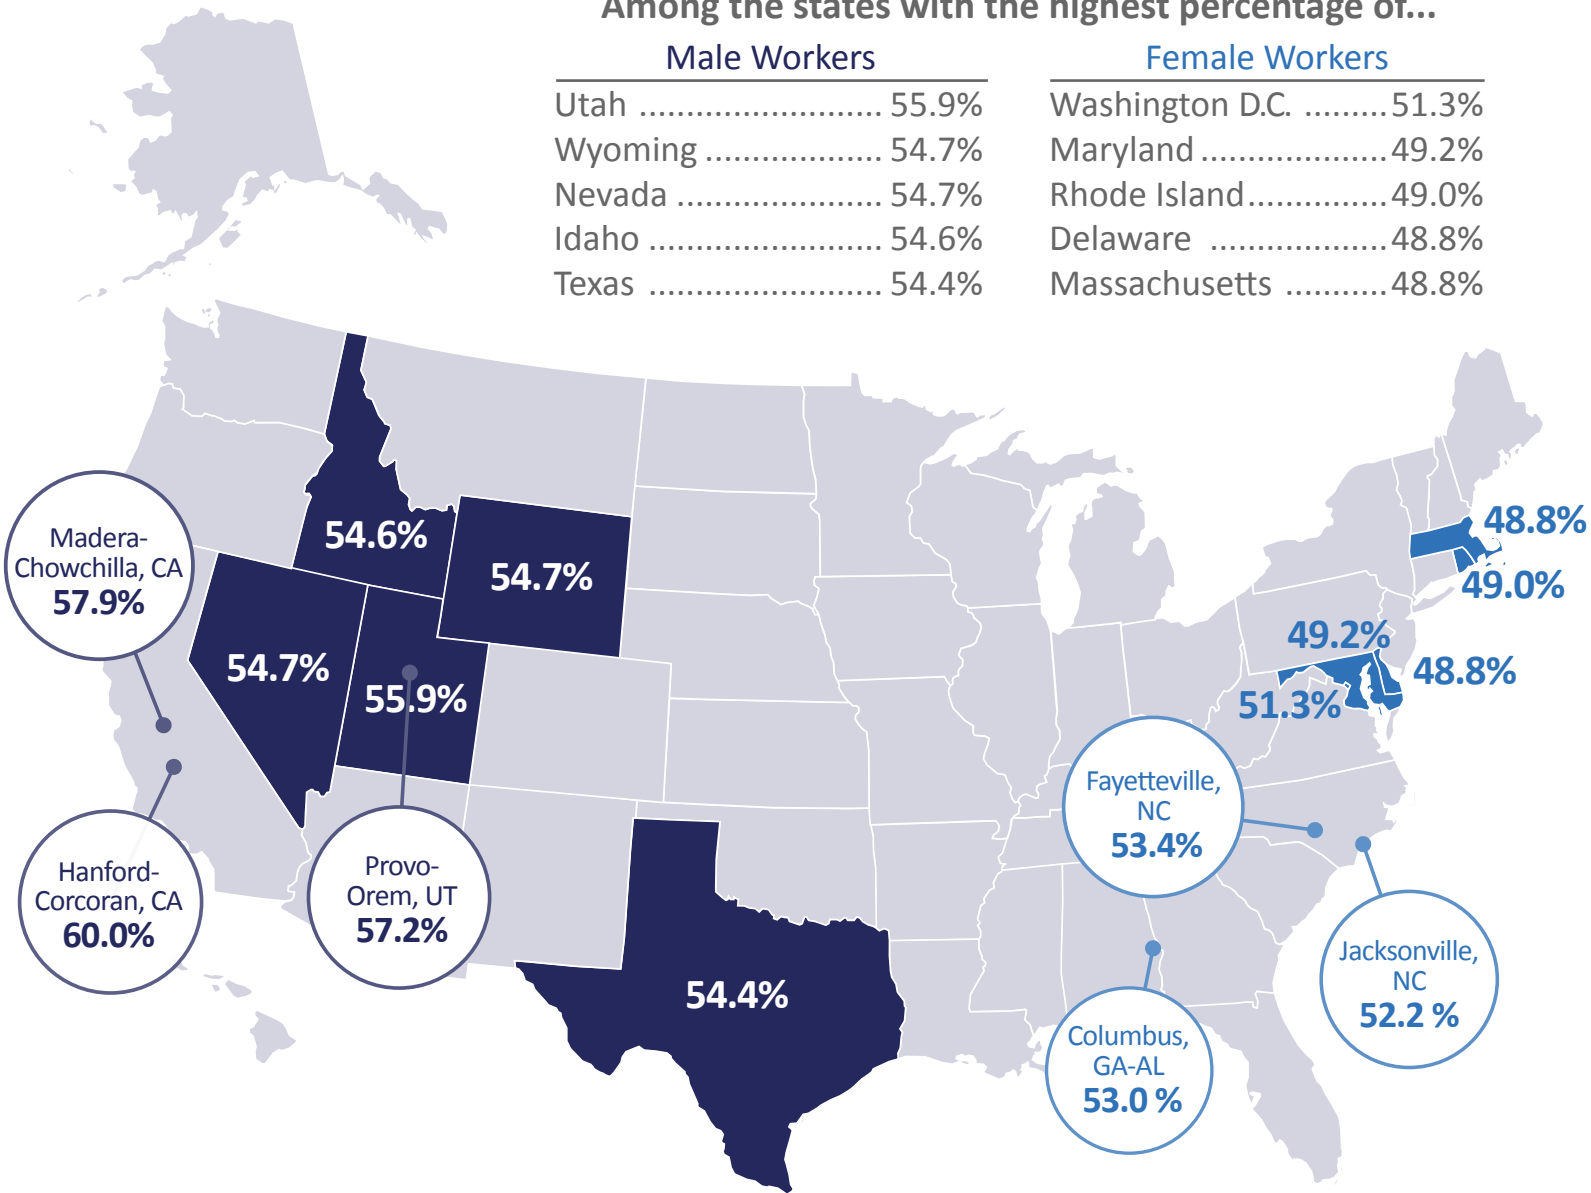 Among the states with the highest percentage of...
Male Workers
Utah ....................... 55.9%
Wyoming ................. 54.7%
Nevada .................... 54.7%
Idaho ...................... 54.6%
Texas ....................... 54.4%
Female Workers
Washington D.C. .........51.3%
Maryland ...................49.2%
Rhode Island..............49.0%
Delaware ..................48.8%
Massachusetts ...........48.8%
54.6%
54.7%
54.7%
55.9%
54.4%
48.8%
49.0%
49.2%
48.8%
51.3%
Madera-
Chowchilla, CA
57.9%
Hanford-
Corcoran, CA
60.0%
Provo-
Orem, UT
57.2%
Fayetteville,
NC
53.4%
Jacksonville,
NC
52.2 %
Columbus,
GA-AL
53.0 %